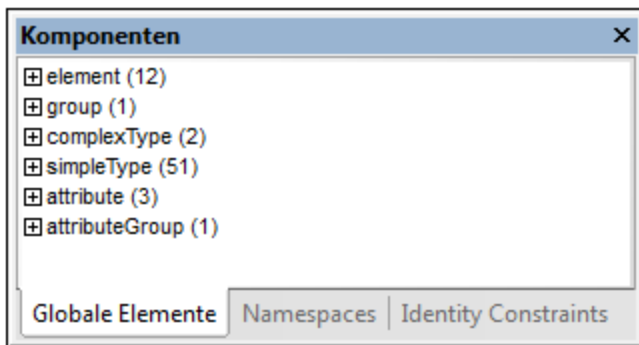 Komponenten
element (12)
group (1)
complexType (2)
simpleType (51)
attribute (3)
attributeGroup (1)
Globale Elemente Namespaces Identity Constraints